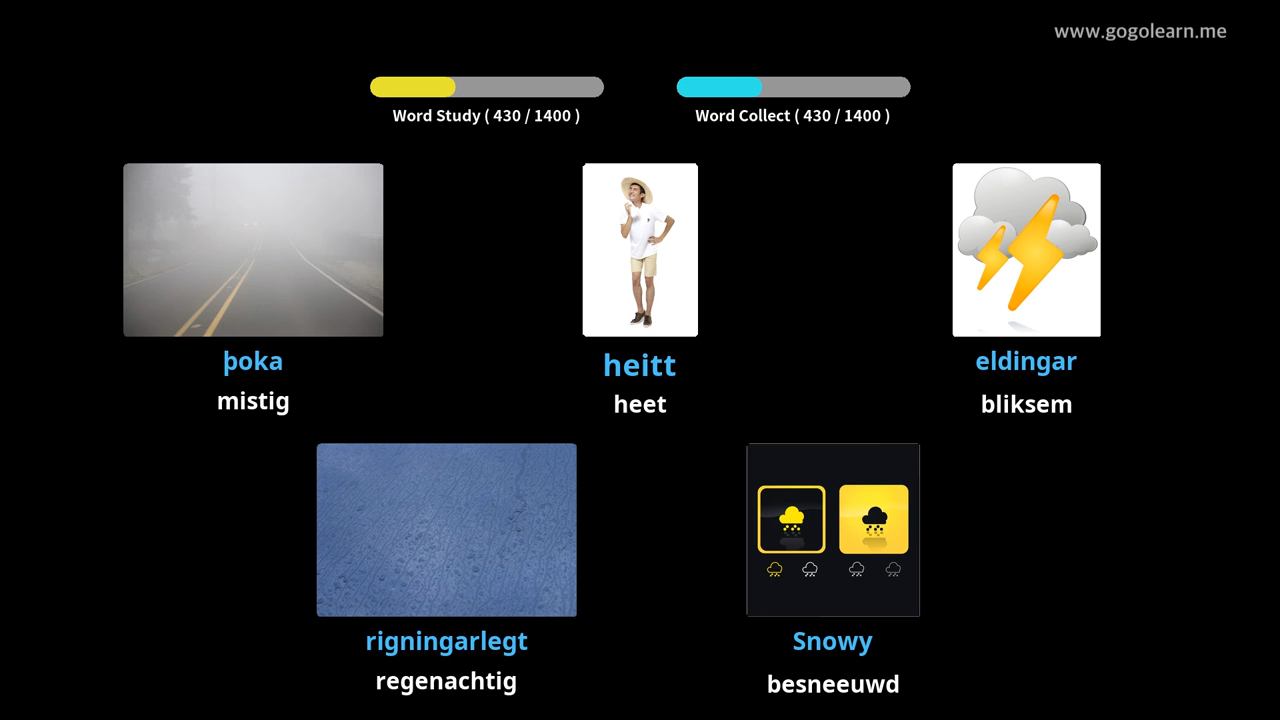 www.gogolearn.me
Word Study ( 430 / 1400 )
Word Collect ( 430 / 1400 )
þoka
mistig
heitt
heet
eldingar
bliksem
rigningarlegt
regenachtig
Snowy
besneeuwd